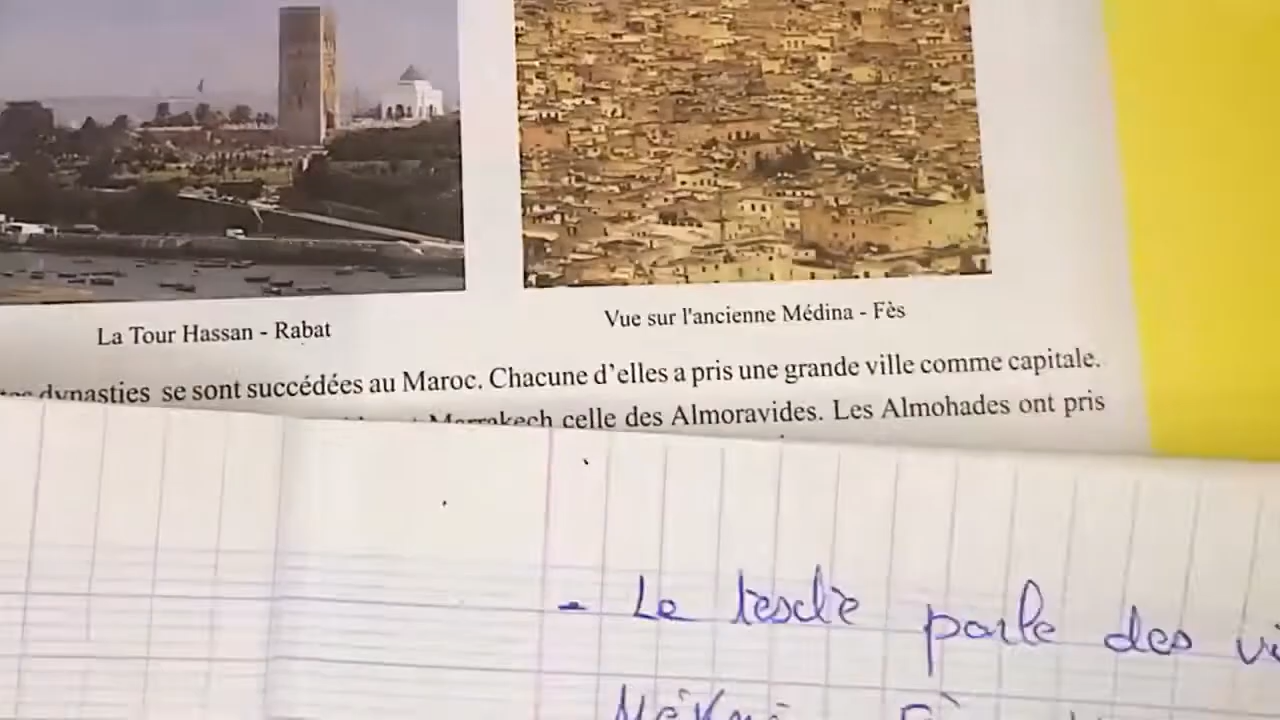 La Tour Hassan - Rabat
Vue sur l'ancienne Médina - Fès
dynasties se sont succédées au Maroc. Chacune d'elles a pris une grande ville comme capitale.
Marrakech celle des Almoravides. Les Almohades ont pris
- Le texte parle des